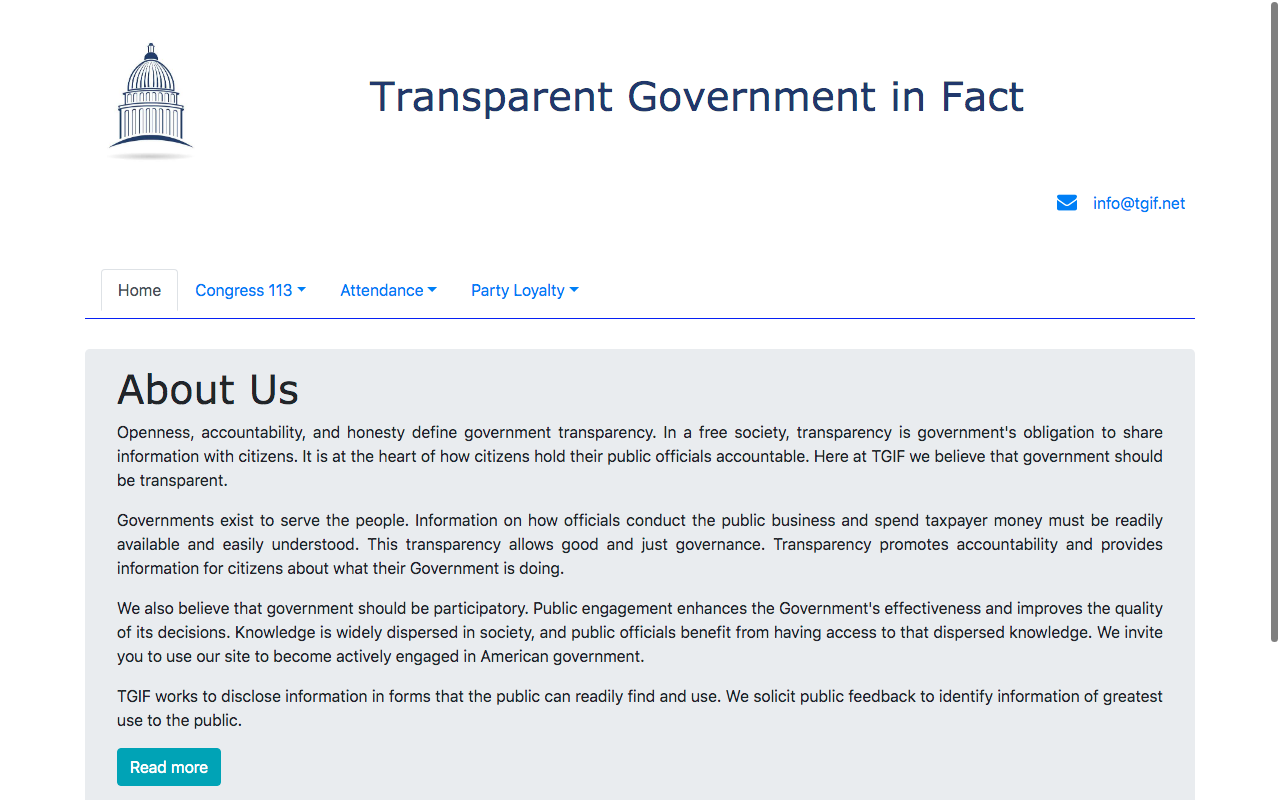 Transparent Government in Fact
info@tgif.net
Home Congress 113 Attendance Party Loyalty
About Us
Openness, accountability, and honesty define government transparency. In a free society, transparency is government's obligation to share
information with citizens. It is at the heart of how citizens hold their public officials accountable. Here at TGIF we believe that government should
be transparent.
Governments exist to serve the people. Information on how officials conduct the public business and spend taxpayer money must be readily
available and easily understood. This transparency allows good and just governance. Transparency promotes accountability and provides
information for citizens about what their Government is doing.
We also believe that government should be participatory. Public engagement enhances the Government's effectiveness and improves the quality
of its decisions. Knowledge is widely dispersed in society, and public officials benefit from having access to that dispersed knowledge. We invite
you to use our site to become actively engaged in American government.
TGIF works to disclose information in forms that the public can readily find and use. We solicit public feedback to identify information of greatest
use to the public.
Read more